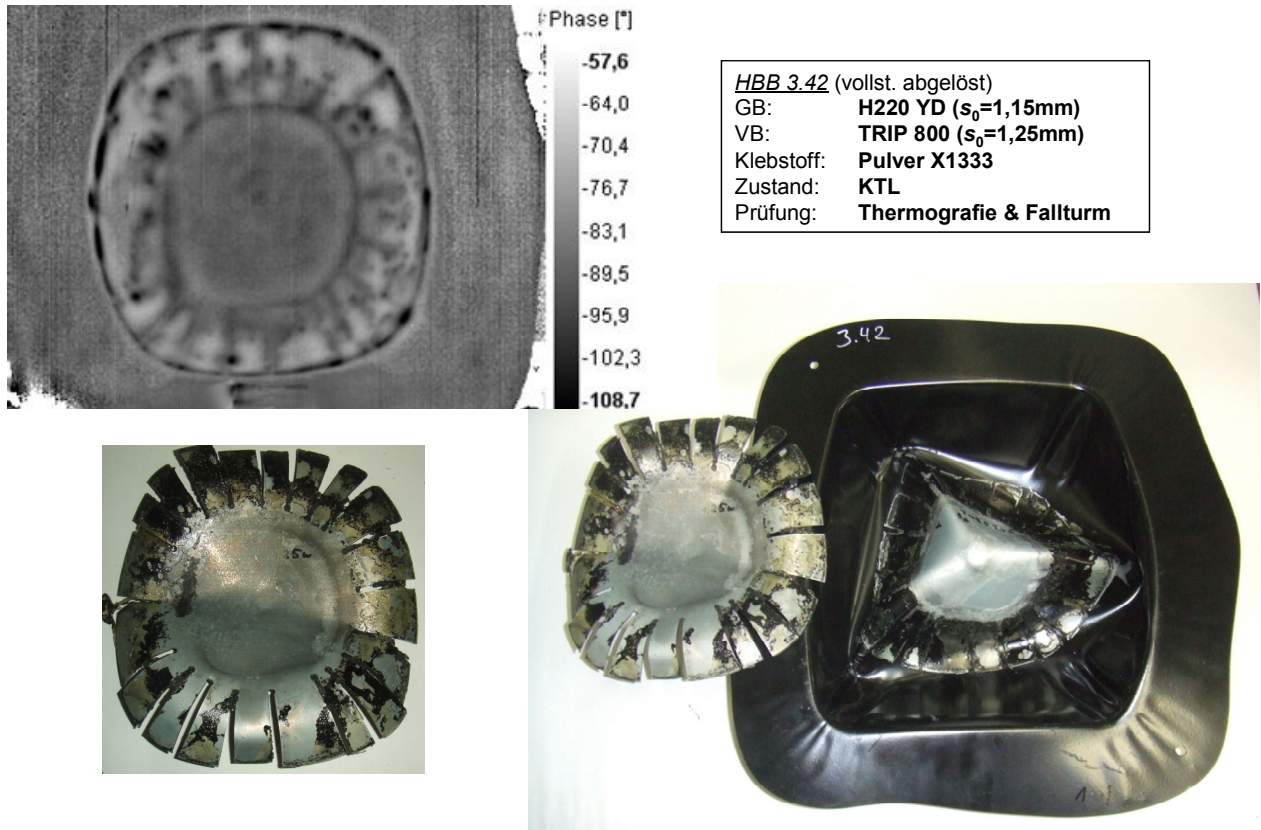 Phase [°]
-57,6
-64,0
-70,4
-76,7
-83,1
-89,5
-95,9
-102,3
-108,7
HBB 3.42 (vollst. abgelöst)
GB: H220 YD (s₀=1,15mm)
VB: TRIP 800 (s₀=1,25mm)
Klebstoff: Pulver X1333
Zustand: KTL
Prüfung: Thermografie & Fallturm
3.42